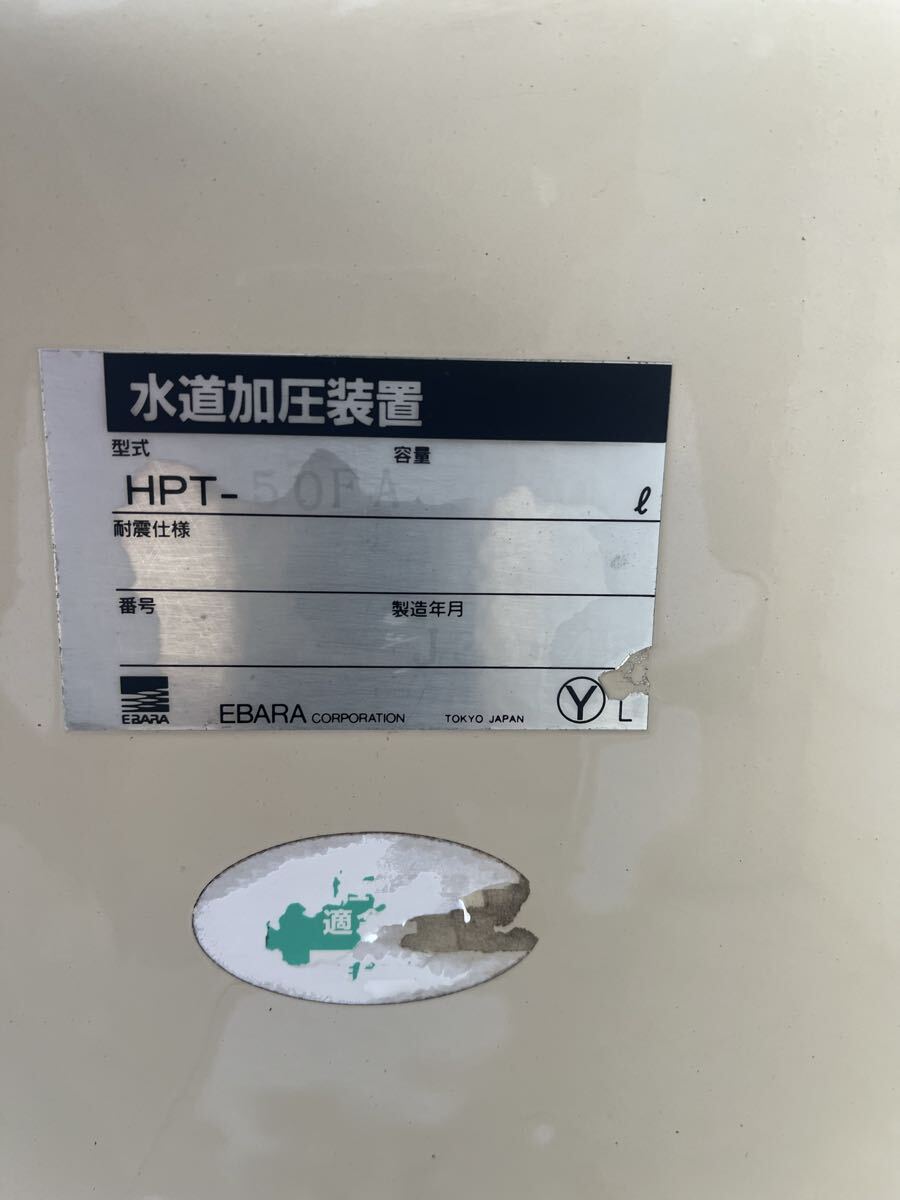 水道加圧装置
型式 容量
HPT-50FA ℓ
耐震仕様
番号 製造年月
EBARA
EBARA CORPORATION TOKYO JAPAN Y L
適